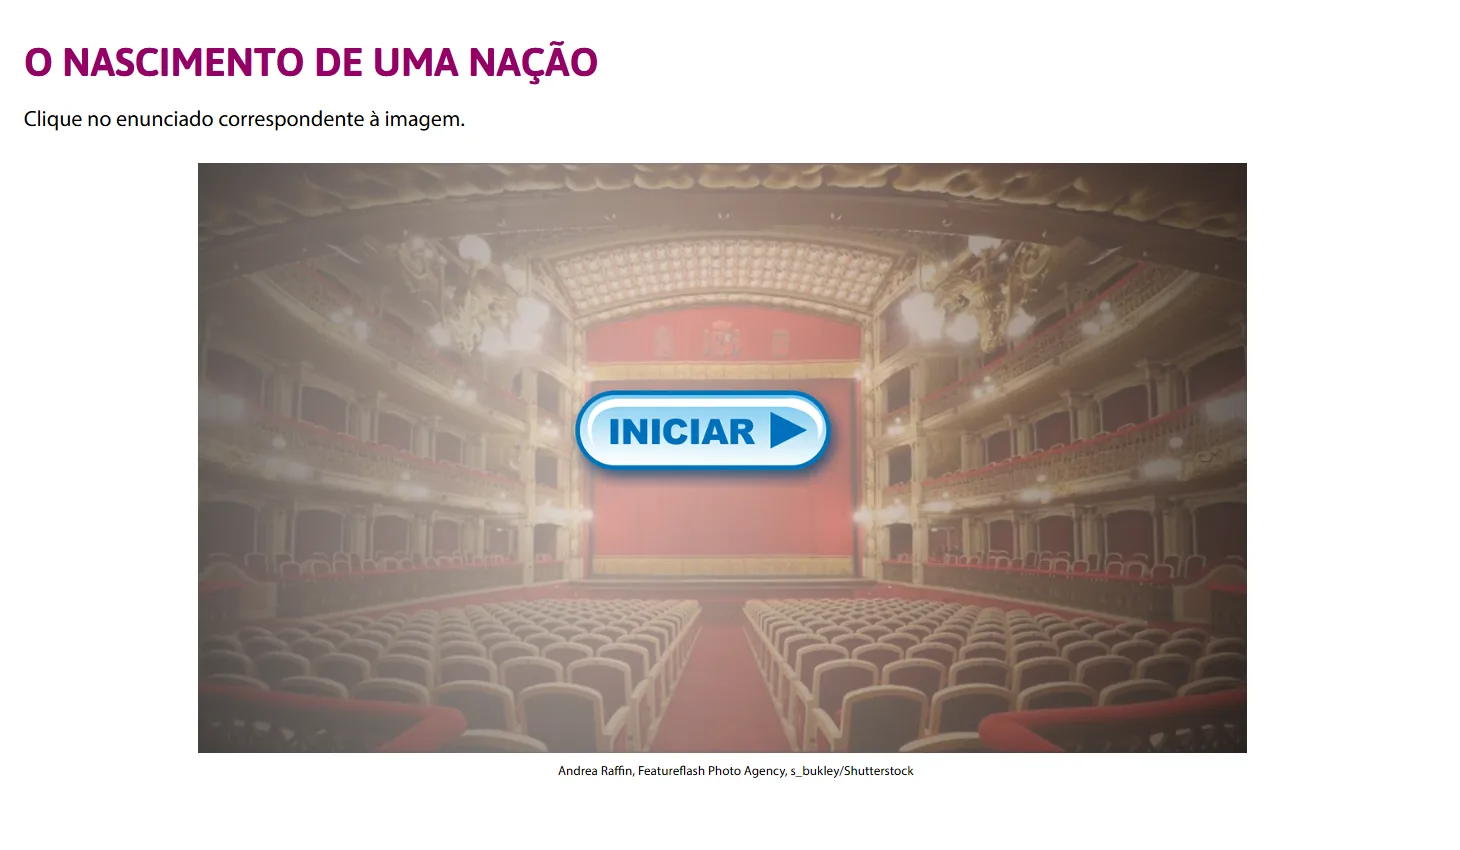 O NASCIMENTO DE UMA NAÇÃO
Clique no enunciado correspondente à imagem.
INICIAR
Andrea Raffin, Featureflash Photo Agency, s_bukley/Shutterstock